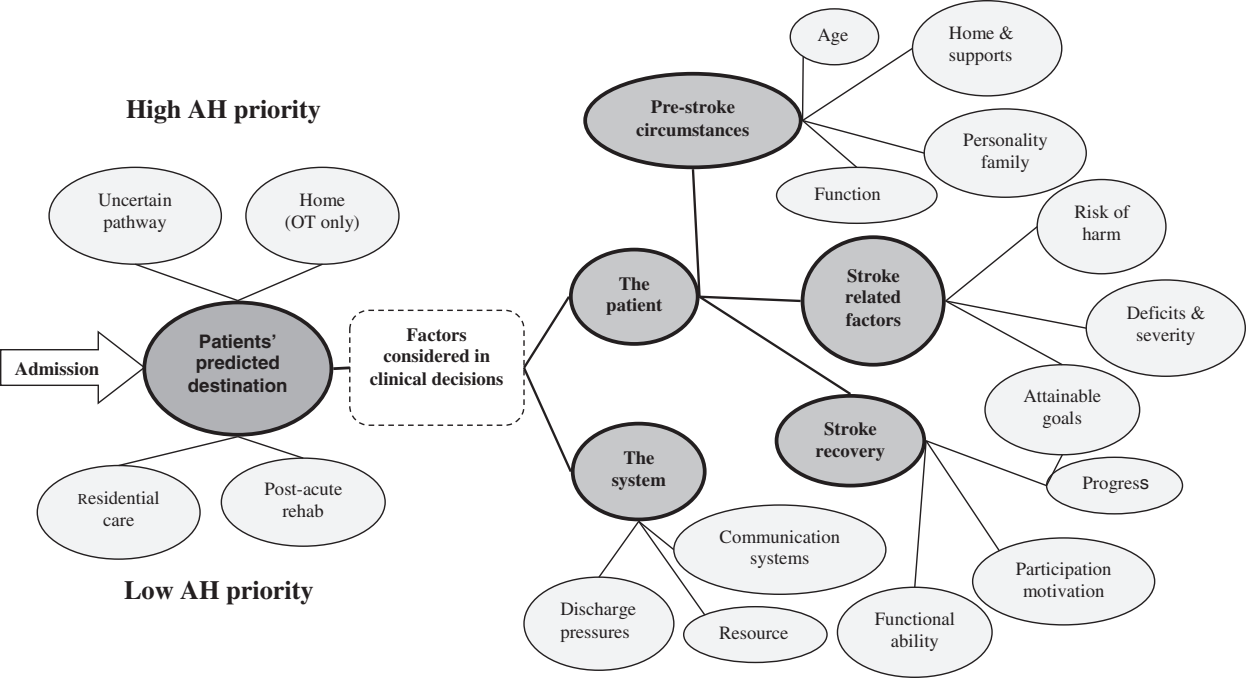 High AH priority
Uncertain
pathway
Home
(OT only)
Admission
Patients’
predicted
destination
Residential
care
Post-acute
rehab
Low AH priority
Factors
considered in
clinical decisions
The
patient
The
system
Pre-stroke
circumstances
Age
Home &
supports
Personality
family
Function
Stroke
related
factors
Risk of
harm
Deficits &
severity
Attainable
goals
Stroke
recovery
Progress
Participation
motivation
Functional
ability
Communication
systems
Resource
Discharge
pressures